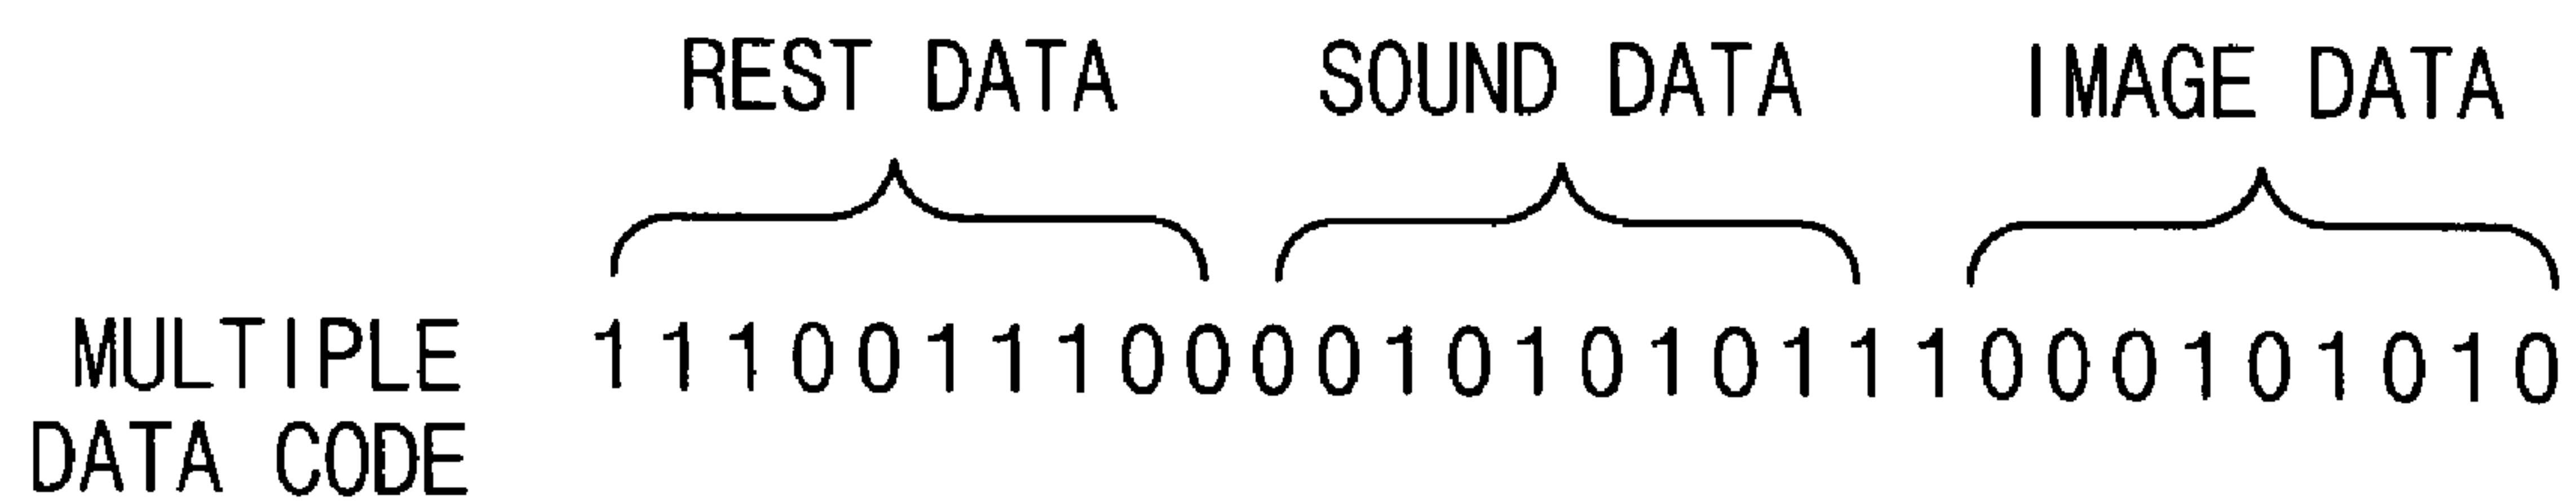 REST DATA SOUND DATA IMAGE DATA
MULTIPLE 111001110000101010111000101010
DATA CODE